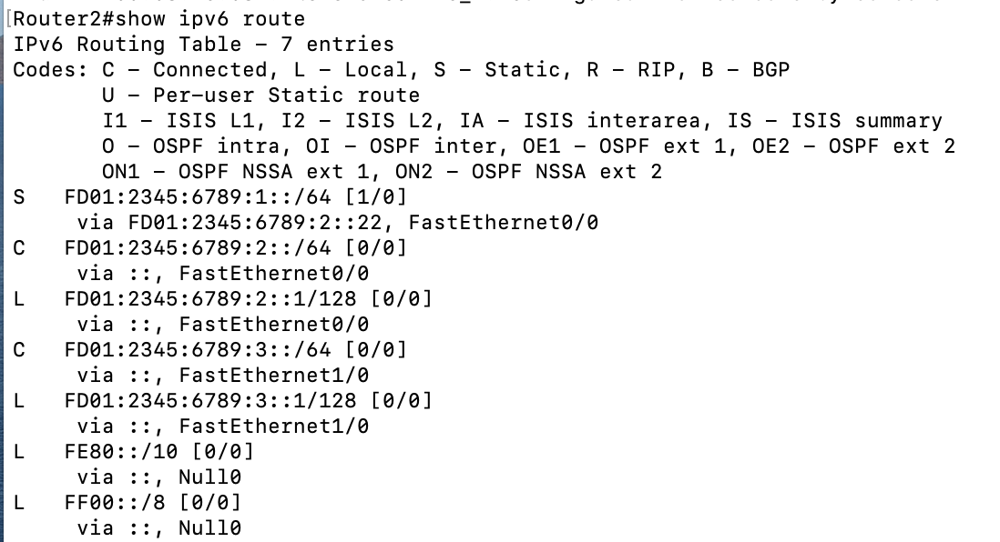 [Router2#show ipv6 route
IPv6 Routing Table – 7 entries
Codes: C – Connected, L – Local, S – Static, R – RIP, B – BGP
       U – Per-user Static route
       I1 – ISIS L1, I2 – ISIS L2, IA – ISIS interarea, IS – ISIS summary
       O – OSPF intra, OI – OSPF inter, OE1 – OSPF ext 1, OE2 – OSPF ext 2
       ON1 – OSPF NSSA ext 1, ON2 – OSPF NSSA ext 2
S   FD01:2345:6789:1::/64 [1/0]
     via FD01:2345:6789:2::22, FastEthernet0/0
C   FD01:2345:6789:2::/64 [0/0]
     via ::, FastEthernet0/0
L   FD01:2345:6789:2::1/128 [0/0]
     via ::, FastEthernet0/0
C   FD01:2345:6789:3::/64 [0/0]
     via ::, FastEthernet1/0
L   FD01:2345:6789:3::1/128 [0/0]
     via ::, FastEthernet1/0
L   FE80::/10 [0/0]
     via ::, Null0
L   FF00::/8 [0/0]
     via ::, Null0